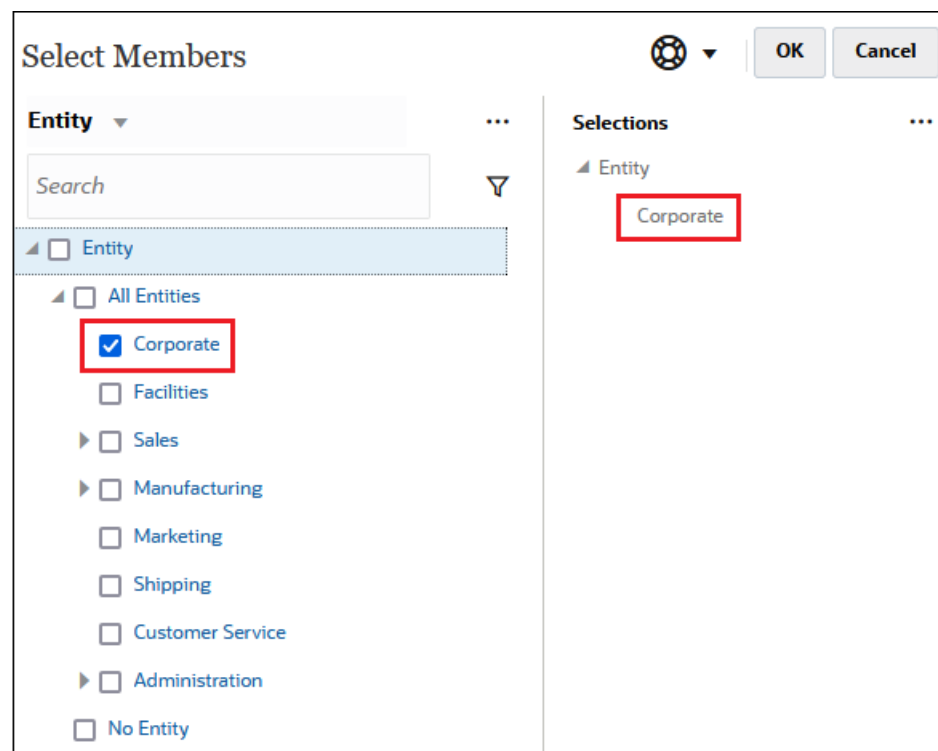 Select Members
OK
Cancel
Entity
...
Search
Entity
All Entities
Corporate
Facilities
Sales
Manufacturing
Marketing
Shipping
Customer Service
Administration
No Entity
Selections
...
Entity
Corporate